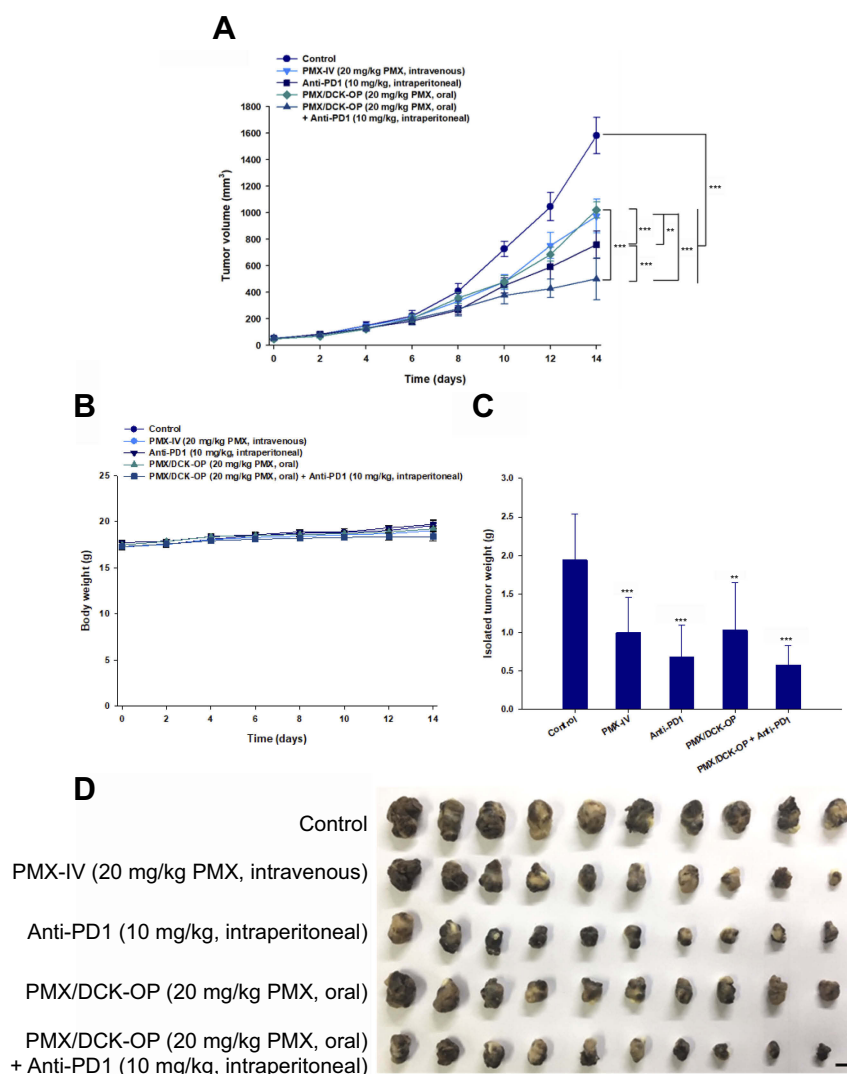 A
Control
PMX-IV (20 mg/kg PMX, intravenous)
Anti-PD1 (10 mg/kg, intraperitoneal)
PMX/DCK-OP (20 mg/kg PMX, oral)
PMX/DCK-OP (20 mg/kg PMX, oral)
+ Anti-PD1 (10 mg/kg, intraperitoneal)
Tumor volume (mm³)
1800
1600
1400
1200
1000
800
600
400
200
0
0 2 4 6 8 10 12 14
Time (days)
***
*** ** ***
*** ***
B
Control
PMX-IV (20 mg/kg PMX, intravenous)
Anti-PD1 (10 mg/kg, intraperitoneal)
PMX/DCK-OP (20 mg/kg PMX, oral)
PMX/DCK-OP (20 mg/kg PMX, oral) + Anti-PD1 (10 mg/kg, intraperitoneal)
Body weight (g)
25
20
15
10
5
0
0 2 4 6 8 10 12 14
Time (days)
C
Isolated tumor weight (g)
3.0
2.5
2.0
1.5
1.0
0.5
0.0
*** *** ** ***
Control
PMX-IV
Anti-PD1
PMX/DCK-OP
PMX/DCK-OP + Anti-PD1
D
Control
PMX-IV (20 mg/kg PMX, intravenous)
Anti-PD1 (10 mg/kg, intraperitoneal)
PMX/DCK-OP (20 mg/kg PMX, oral)
PMX/DCK-OP (20 mg/kg PMX, oral)
+ Anti-PD1 (10 mg/kg, intraperitoneal)